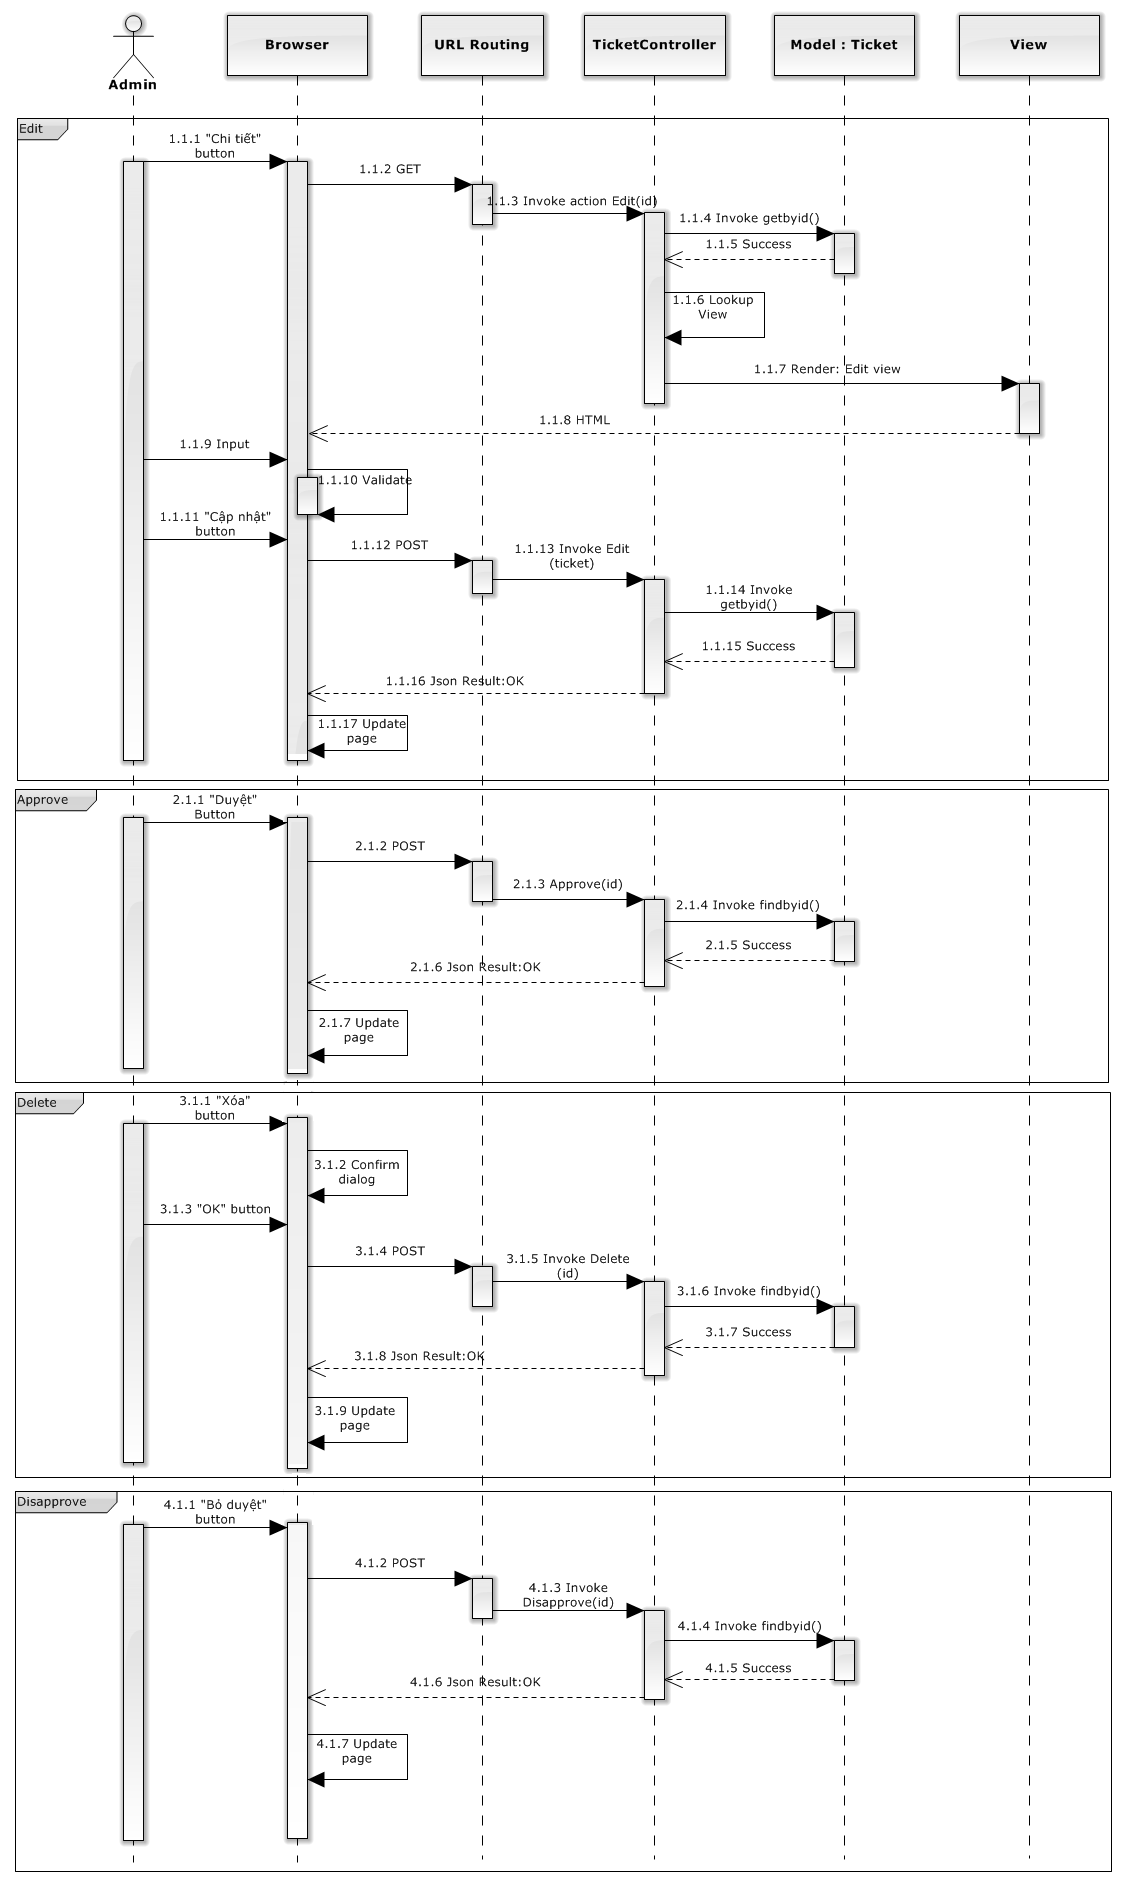 Admin
Browser
URL Routing
TicketController
Model : Ticket
View
Edit
1.1.1 "Chi tiết"
button
1.1.2 GET
1.1.3 Invoke action Edit(id)
1.1.4 Invoke getbyid()
1.1.5 Success
1.1.6 Lookup
View
1.1.7 Render: Edit view
1.1.8 HTML
1.1.9 Input
1.1.10 Validate
1.1.11 "Cập nhật"
button
1.1.12 POST
1.1.13 Invoke Edit
(ticket)
1.1.14 Invoke
getbyid()
1.1.15 Success
1.1.16 Json Result:OK
1.1.17 Update
page
Approve
2.1.1 "Duyệt"
Button
2.1.2 POST
2.1.3 Approve(id)
2.1.4 Invoke findbyid()
2.1.5 Success
2.1.6 Json Result:OK
2.1.7 Update
page
Delete
3.1.1 "Xóa"
button
3.1.2 Confirm
dialog
3.1.3 "OK" button
3.1.4 POST
3.1.5 Invoke Delete
(id)
3.1.6 Invoke findbyid()
3.1.7 Success
3.1.8 Json Result:OK
3.1.9 Update
page
Disapprove
4.1.1 "Bỏ duyệt"
button
4.1.2 POST
4.1.3 Invoke
Disapprove(id)
4.1.4 Invoke findbyid()
4.1.5 Success
4.1.6 Json Result:OK
4.1.7 Update
page